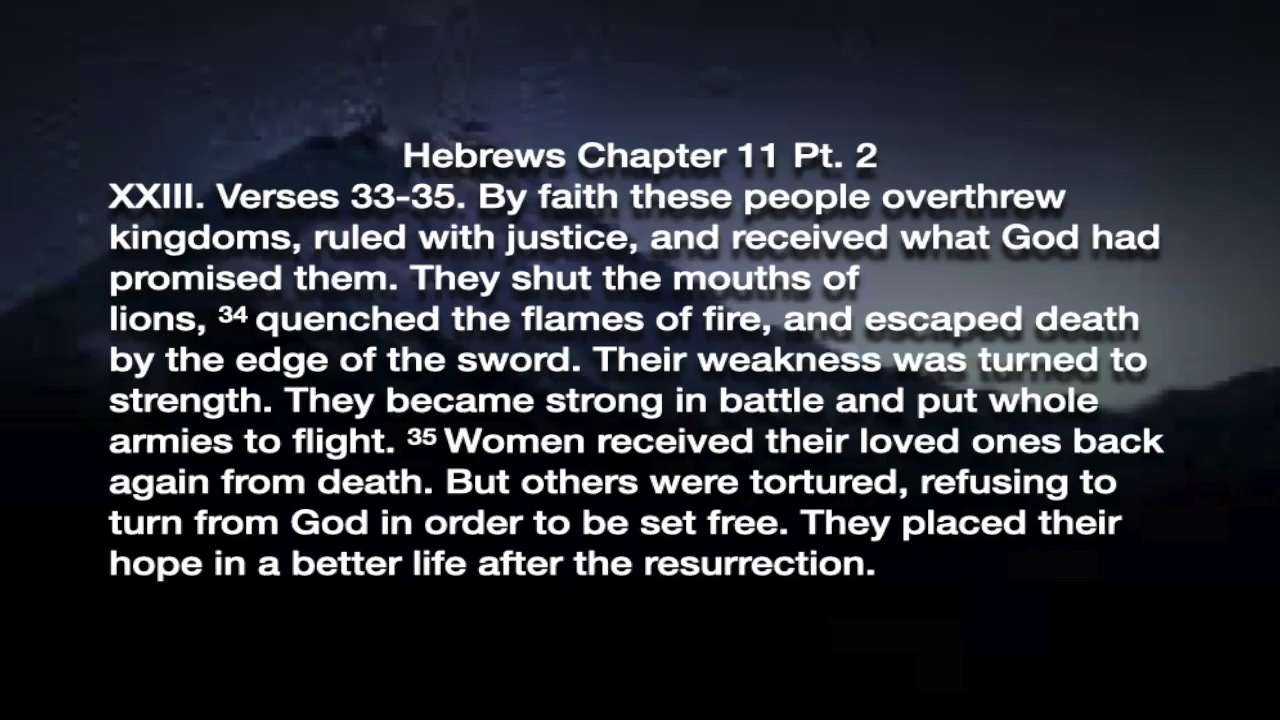 Hebrews Chapter 11 Pt. 2
XXIII. Verses 33-35. By faith these people overthrew
kingdoms, ruled with justice, and received what God had
promised them. They shut the mouths of
lions, 34 quenched the flames of fire, and escaped death
by the edge of the sword. Their weakness was turned to
strength. They became strong in battle and put whole
armies to flight. 35 Women received their loved ones back
again from death. But others were tortured, refusing to
turn from God in order to be set free. They placed their
hope in a better life after the resurrection.